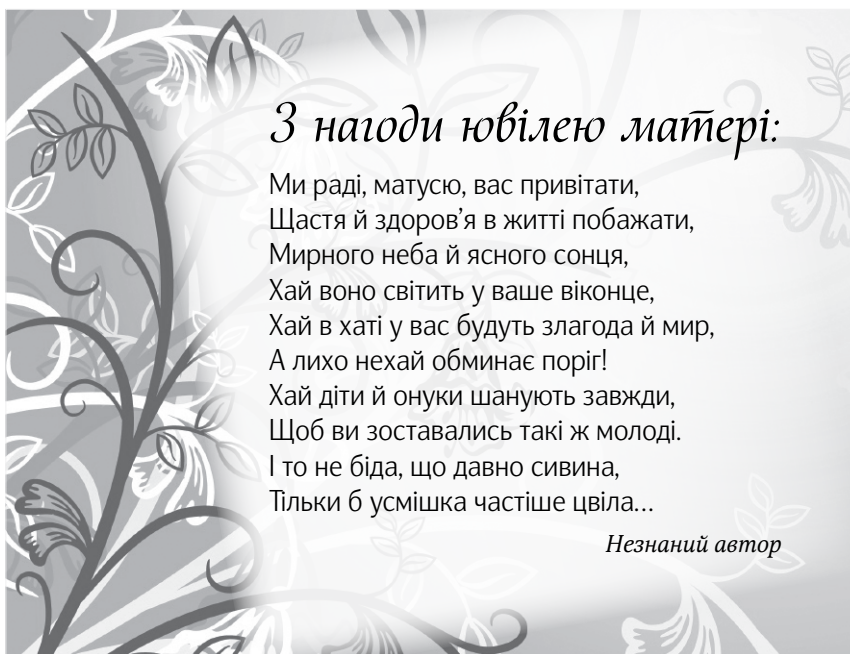 З нагоди ювілею матері:
Ми раді, матусю, вас привітати,
Щастя й здоров’я в житті побажати,
Мирного неба й ясного сонця,
Хай воно світить у ваше віконце,
Хай в хаті у вас будуть злагода й мир,
А лихо нехай обминає поріг!
Хай діти й онуки шанують завжди,
Щоб ви зоставались такі ж молоді.
І то не біда, що давно сивина,
Тільки б усмішка частіше цвіла...
Незнаний автор